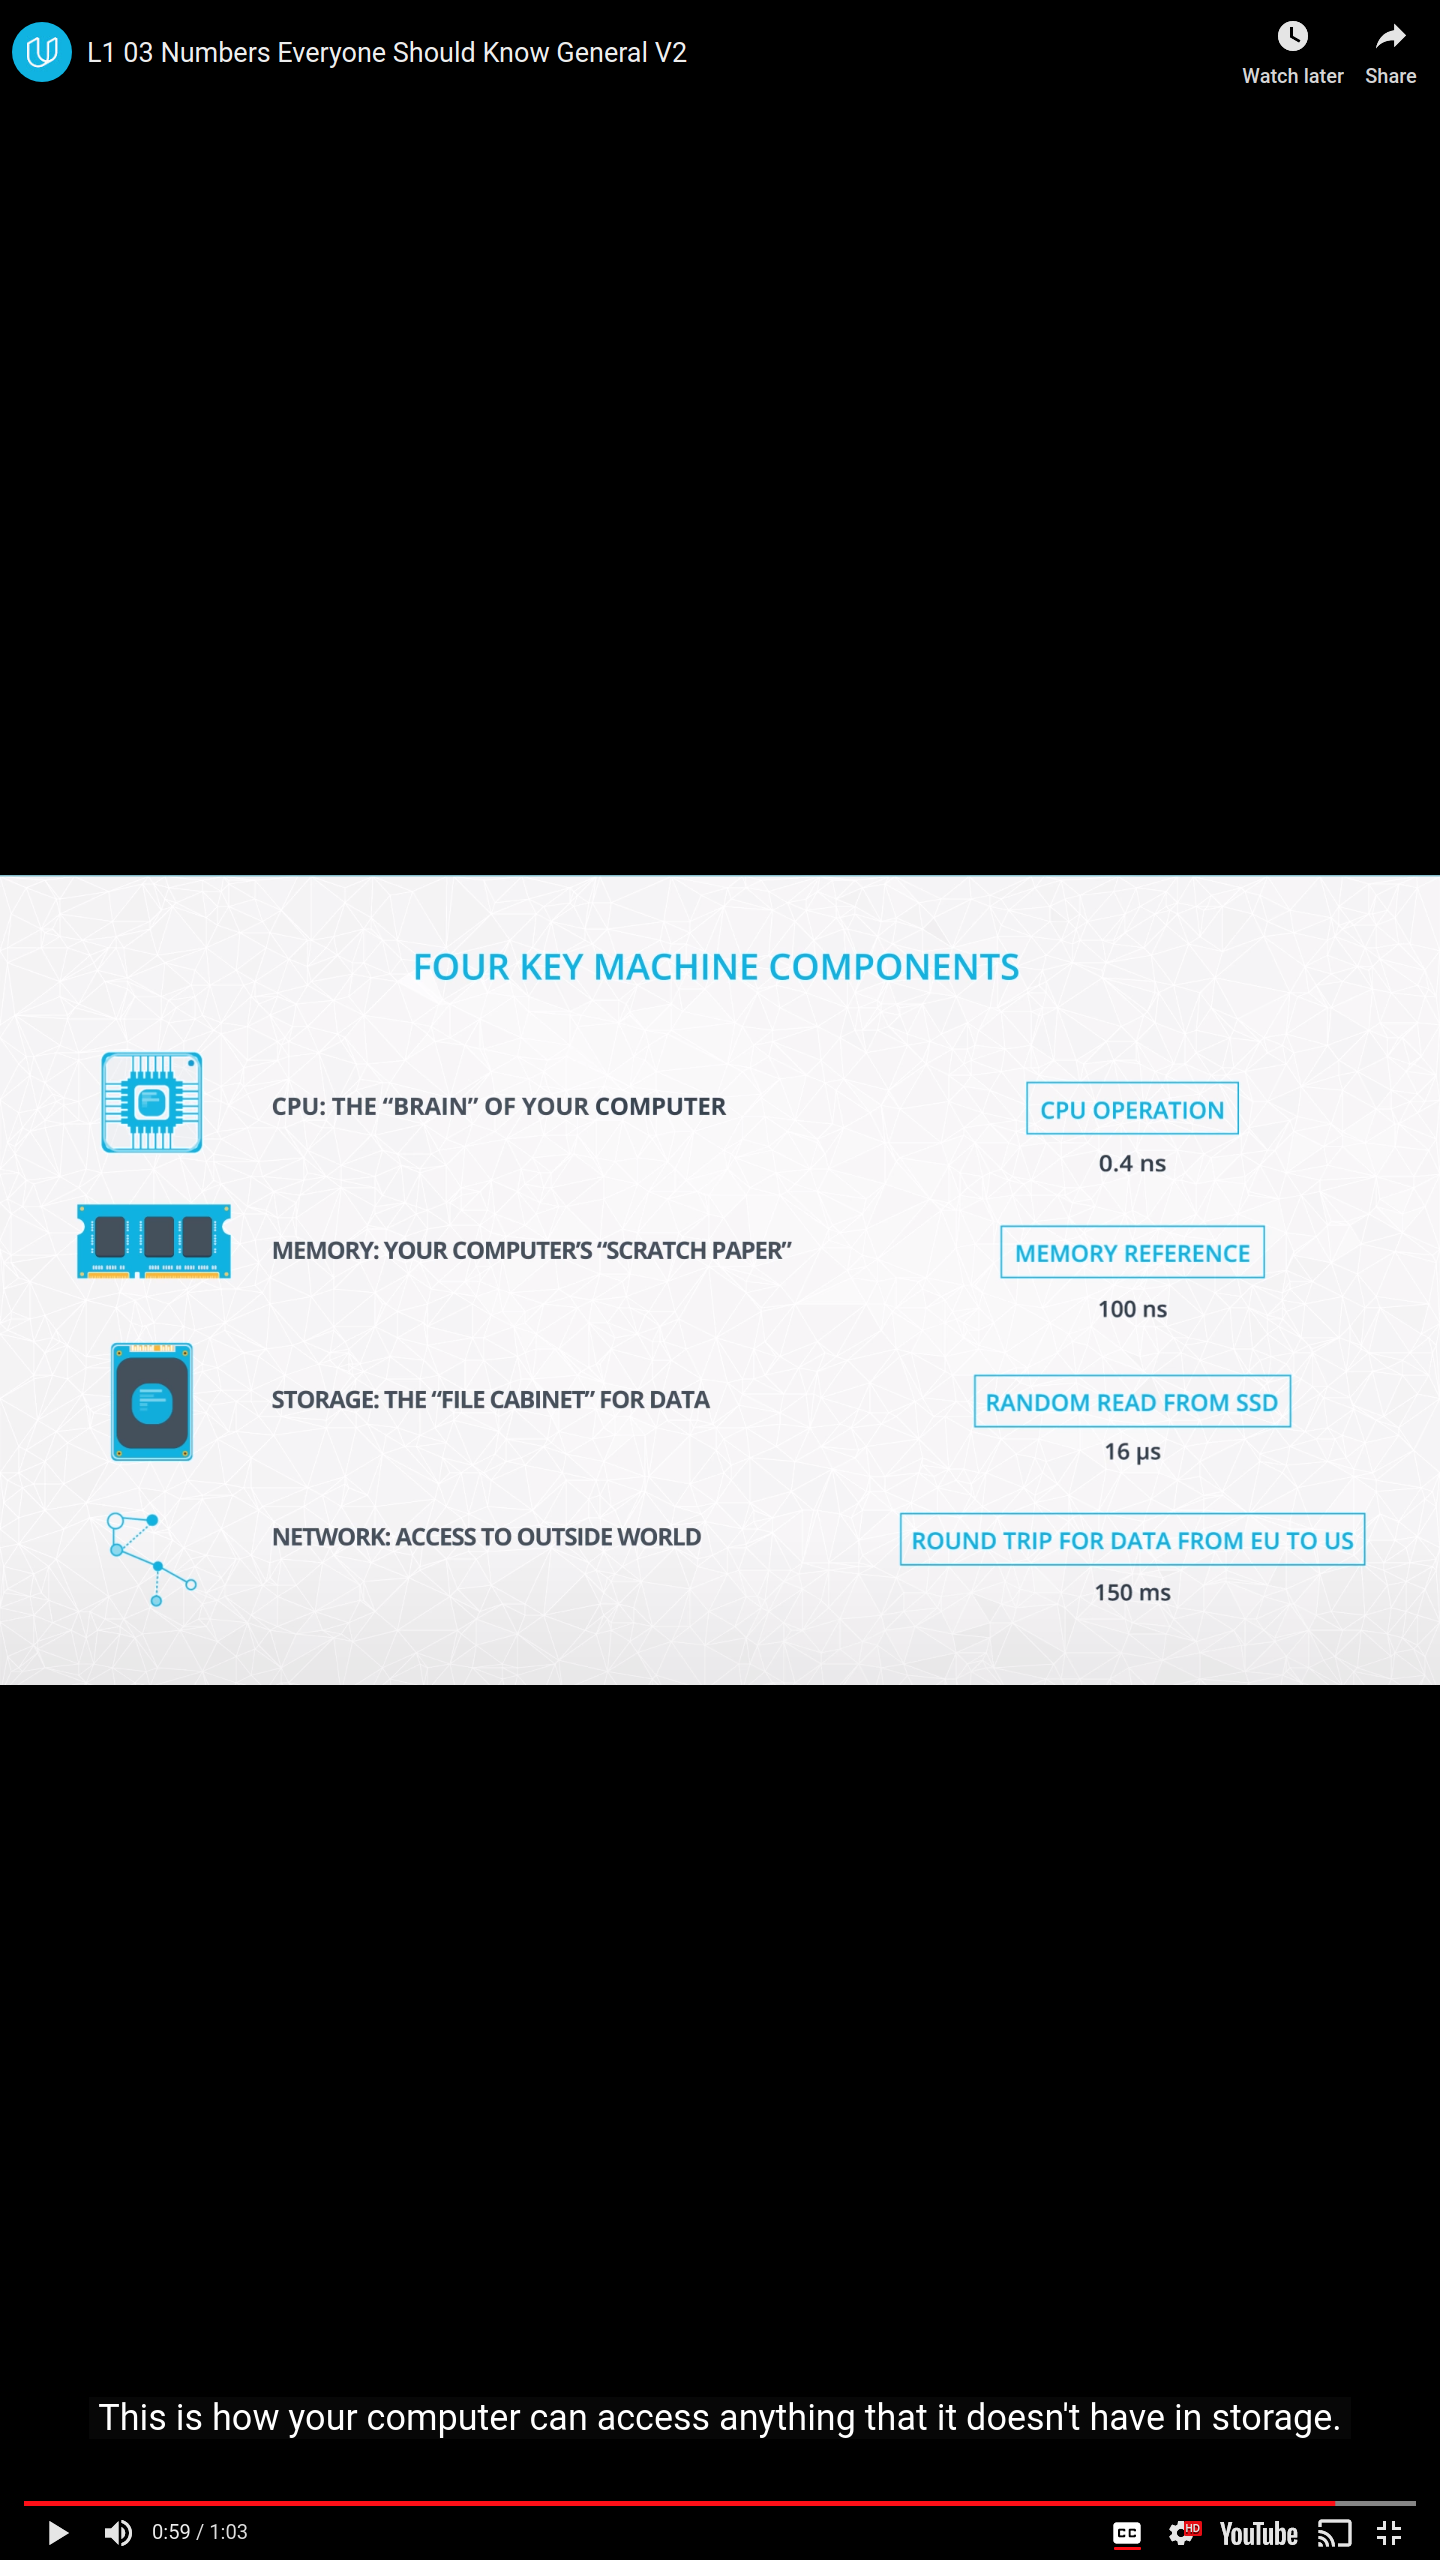 L1 03 Numbers Everyone Should Know General V2
Watch later
Share
FOUR KEY MACHINE COMPONENTS
CPU: THE “BRAIN” OF YOUR COMPUTER
CPU OPERATION
0.4 ns
MEMORY: YOUR COMPUTER’S “SCRATCH PAPER”
MEMORY REFERENCE
100 ns
STORAGE: THE “FILE CABINET” FOR DATA
RANDOM READ FROM SSD
16 µs
NETWORK: ACCESS TO OUTSIDE WORLD
ROUND TRIP FOR DATA FROM EU TO US
150 ms
This is how your computer can access anything that it doesn't have in storage.
0:59 / 1:03
CC
HD
YouTube